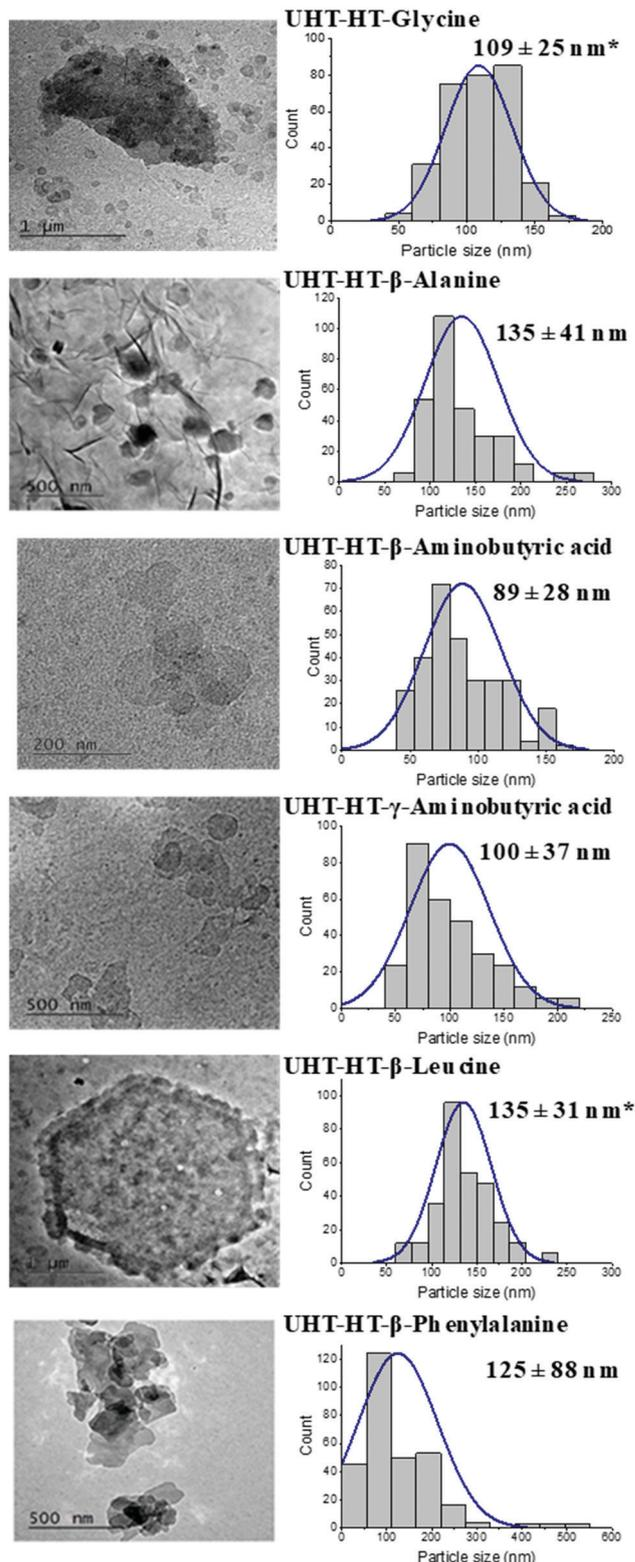 UHT-HT-Glycine
109 ± 25 nm*
100
80
60
40
20
0
Count
0 50 100 150 200
Particle size (nm)
1 µm
UHT-HT-β-Alanine
135 ± 41 nm
120
100
80
60
40
20
0
Count
0 50 100 150 200 250 300
Particle size (nm)
500 nm
UHT-HT-β-Aminobutyric acid
89 ± 28 nm
80
70
60
50
40
30
20
10
0
Count
0 50 100 150 200
Particle size (nm)
200 nm
UHT-HT-γ-Aminobutyric acid
100 ± 37 nm
100
80
60
40
20
0
Count
0 50 100 150 200 250
Particle size (nm)
500 nm
UHT-HT-β-Leucine
135 ± 31 nm*
100
80
60
40
20
0
Count
0 50 100 150 200 250 300
Particle size (nm)
1 µm
UHT-HT-β-Phenylalanine
125 ± 88 nm
120
100
80
60
40
20
0
Count
0 100 200 300 400 500 600
Particle size (nm)
500 nm